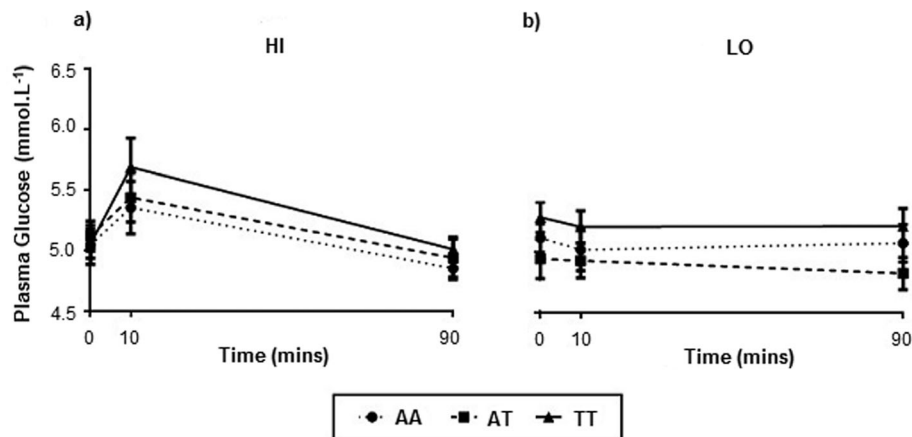 a)
HI
Plasma Glucose (mmol.L-1)
6.5
6.0
5.5
5.0
4.5
0 10 90
Time (mins)
b)
LO
0 10 90
Time (mins)
AA AT TT